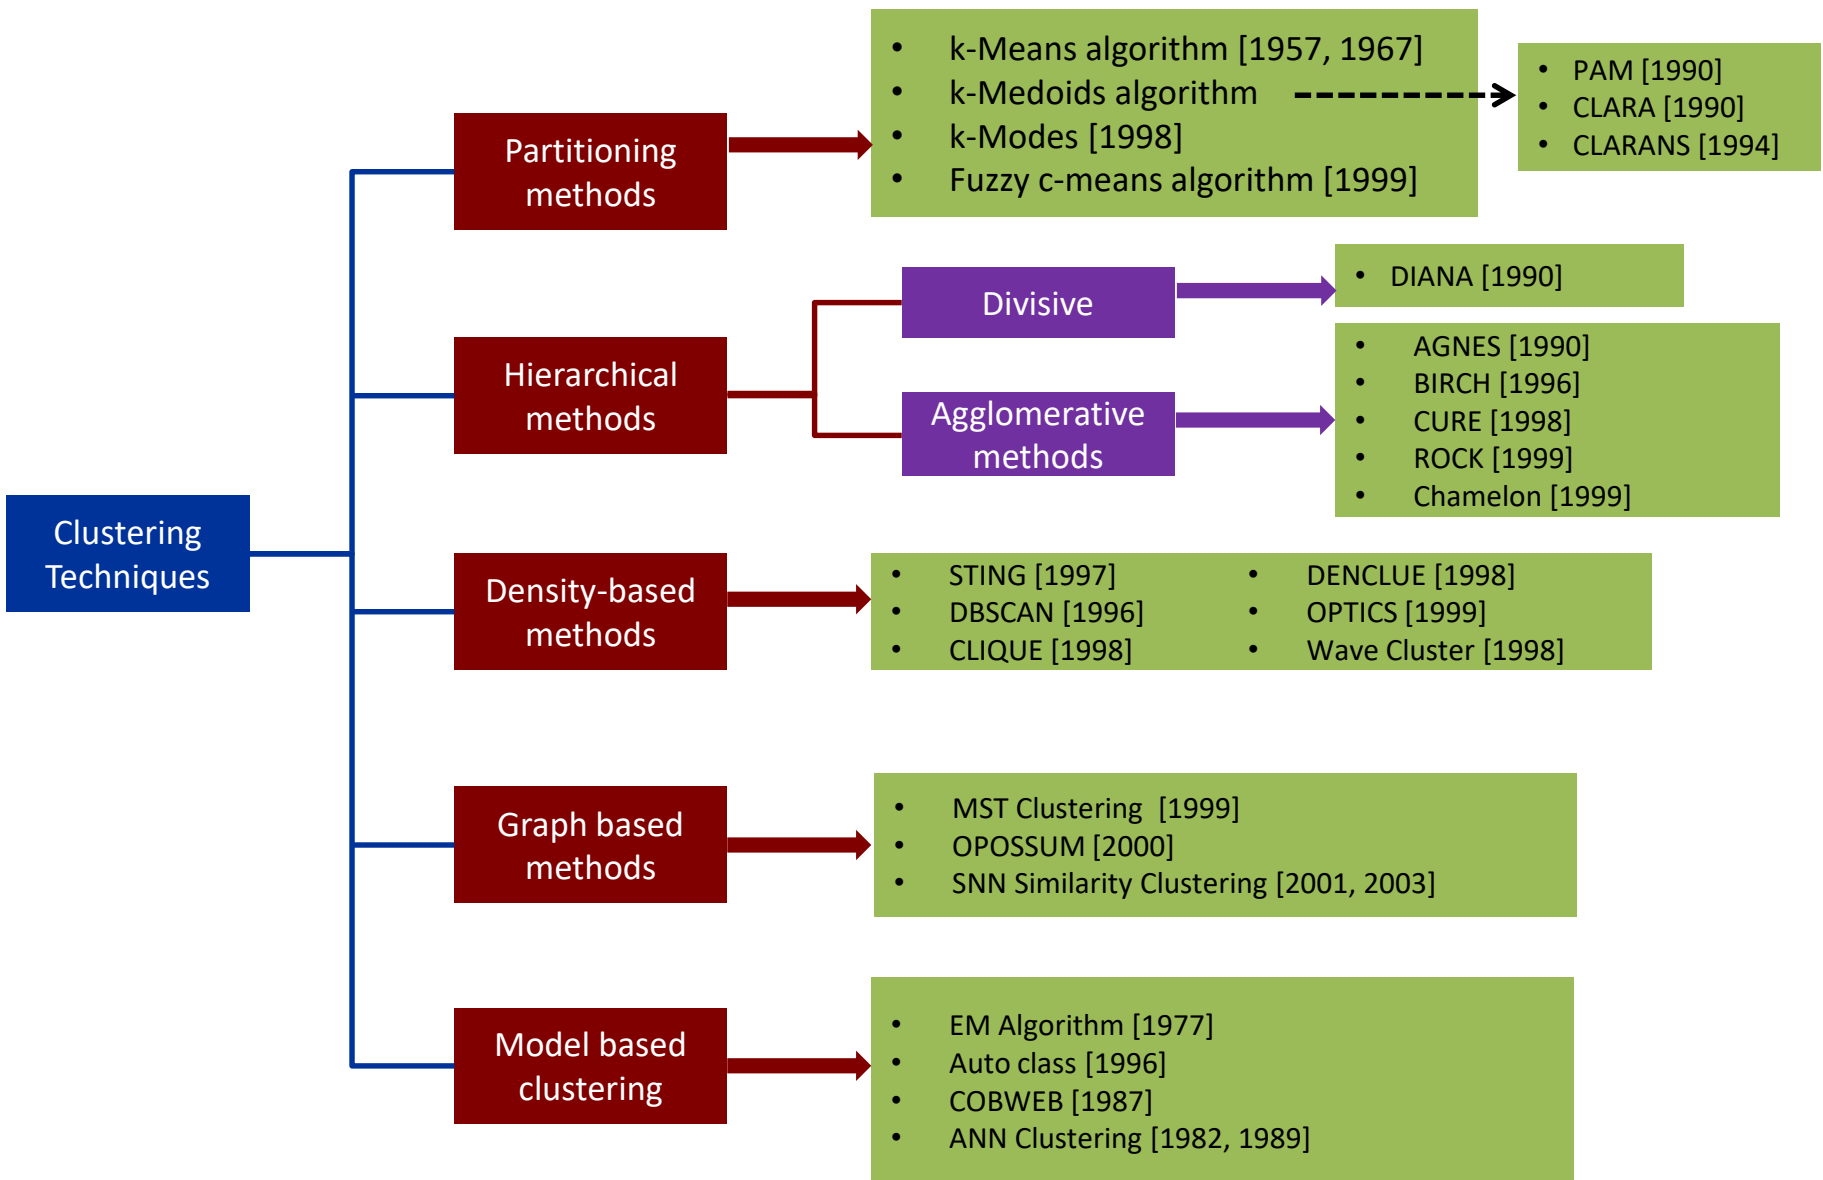 Clustering
Techniques
Partitioning
methods
• k-Means algorithm [1957, 1967]
• k-Medoids algorithm
• k-Modes [1998]
• Fuzzy c-means algorithm [1999]
• PAM [1990]
• CLARA [1990]
• CLARANS [1994]
Hierarchical
methods
Divisive
• DIANA [1990]
Agglomerative
methods
• AGNES [1990]
• BIRCH [1996]
• CURE [1998]
• ROCK [1999]
• Chamelon [1999]
Density-based
methods
• STING [1997]
• DBSCAN [1996]
• CLIQUE [1998]
• DENCLUE [1998]
• OPTICS [1999]
• Wave Cluster [1998]
Graph based
methods
• MST Clustering [1999]
• OPOSSUM [2000]
• SNN Similarity Clustering [2001, 2003]
Model based
clustering
• EM Algorithm [1977]
• Auto class [1996]
• COBWEB [1987]
• ANN Clustering [1982, 1989]